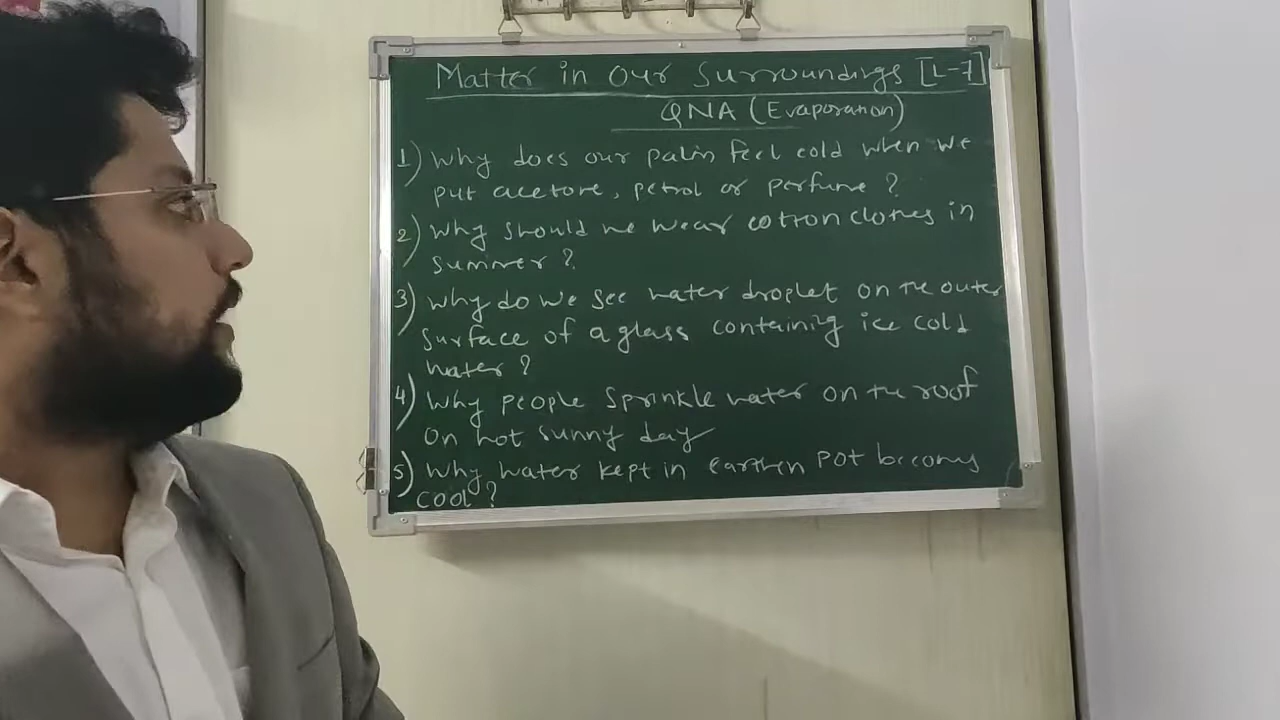 Matter in Our Surroundings [L-7]
QNA (Evaporation)
1) Why does our palm feel cold when we
put acetone, petrol or perfume ?
2) Why should we wear cotton clothes in
summer ?
3) Why do we see water droplet on the outer
surface of a glass containing ice cold
water ?
4) Why people sprinkle water on the roof
on hot sunny day
5) Why water kept in earthen pot becomes
cool ?